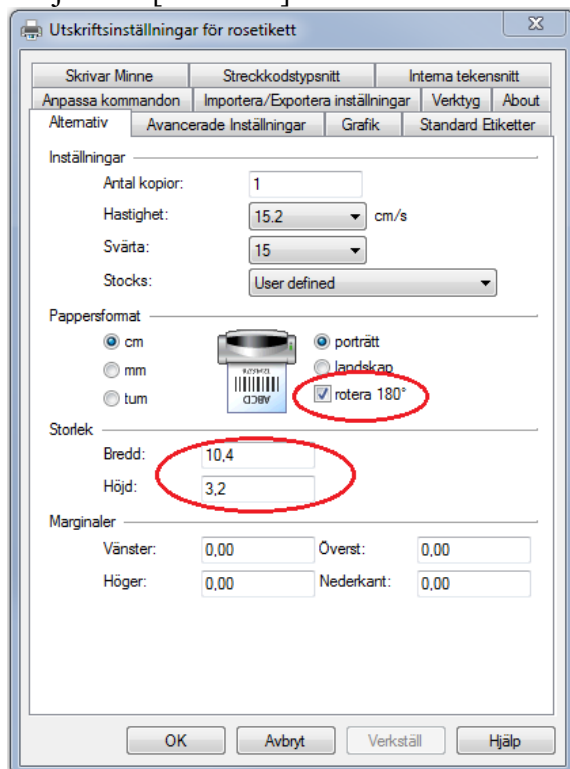 Utskriftsinställningar för rosetikett
Skrivar Minne Streckkodstypsnitt Interna tekensnitt
Anpassa kommandon Importera/Exportera inställningar Verktyg About
Alternativ Avancerade Inställningar Grafik Standard Etiketter
Inställningar
Antal kopior: 1
Hastighet: 15.2 cm/s
Svärta: 15
Stocks: User defined
Pappersformat
cm porträtt
mm landskap
tum rotera 180°
ABCD
Storlek
Bredd: 10,4
Höjd: 3,2
Marginaler
Vänster: 0,00 Överst: 0,00
Höger: 0,00 Nederkant: 0,00
OK Avbryt Verkställ Hjälp